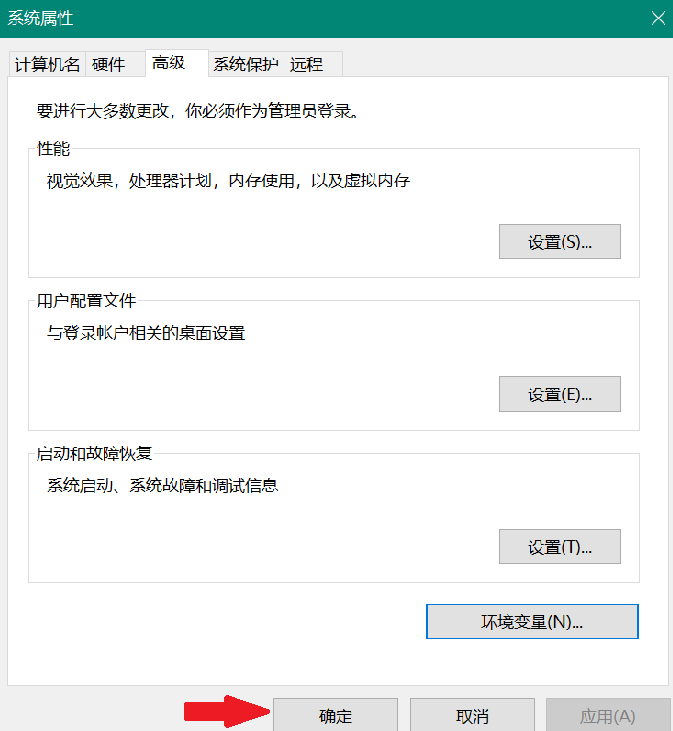 系统属性
计算机名 硬件 高级 系统保护 远程
要进行大多数更改，你必须作为管理员登录。
性能
视觉效果，处理器计划，内存使用，以及虚拟内存
设置(S)...
用户配置文件
与登录帐户相关的桌面设置
设置(E)...
启动和故障恢复
系统启动、系统故障和调试信息
设置(T)...
环境变量(N)...
确定 取消 应用(A)